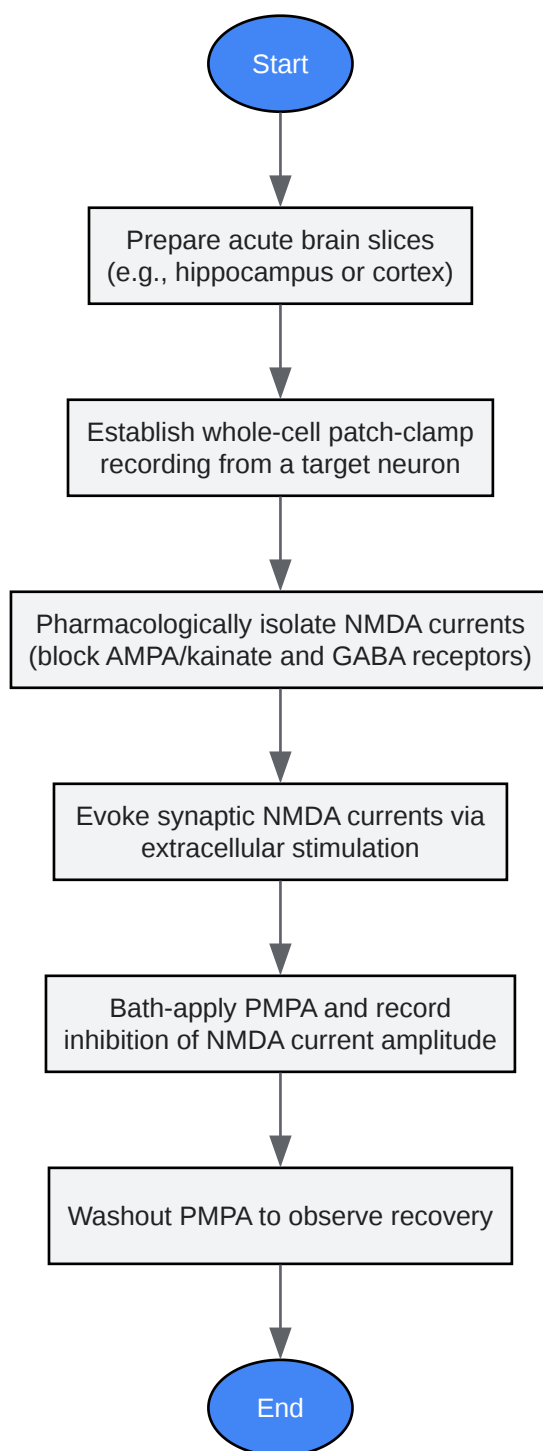 Start
Prepare acute brain slices
(e.g., hippocampus or cortex)
Establish whole-cell patch-clamp
recording from a target neuron
Pharmacologically isolate NMDA currents
(block AMPA/kainate and GABA receptors)
Evoke synaptic NMDA currents via
extracellular stimulation
Bath-apply PMPA and record
inhibition of NMDA current amplitude
Washout PMPA to observe recovery
End